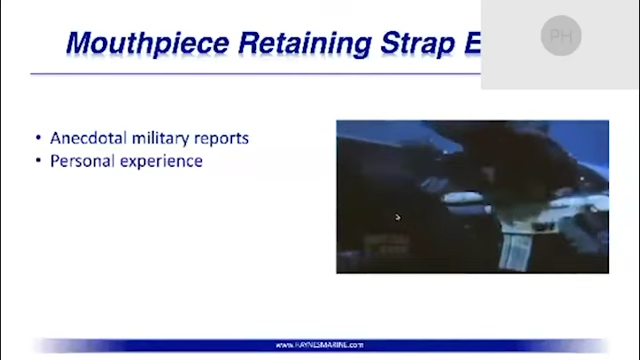 Mouthpiece Retaining Strap E
PH
• Anecdotal military reports
• Personal experience
www.HAYNESMARINE.com